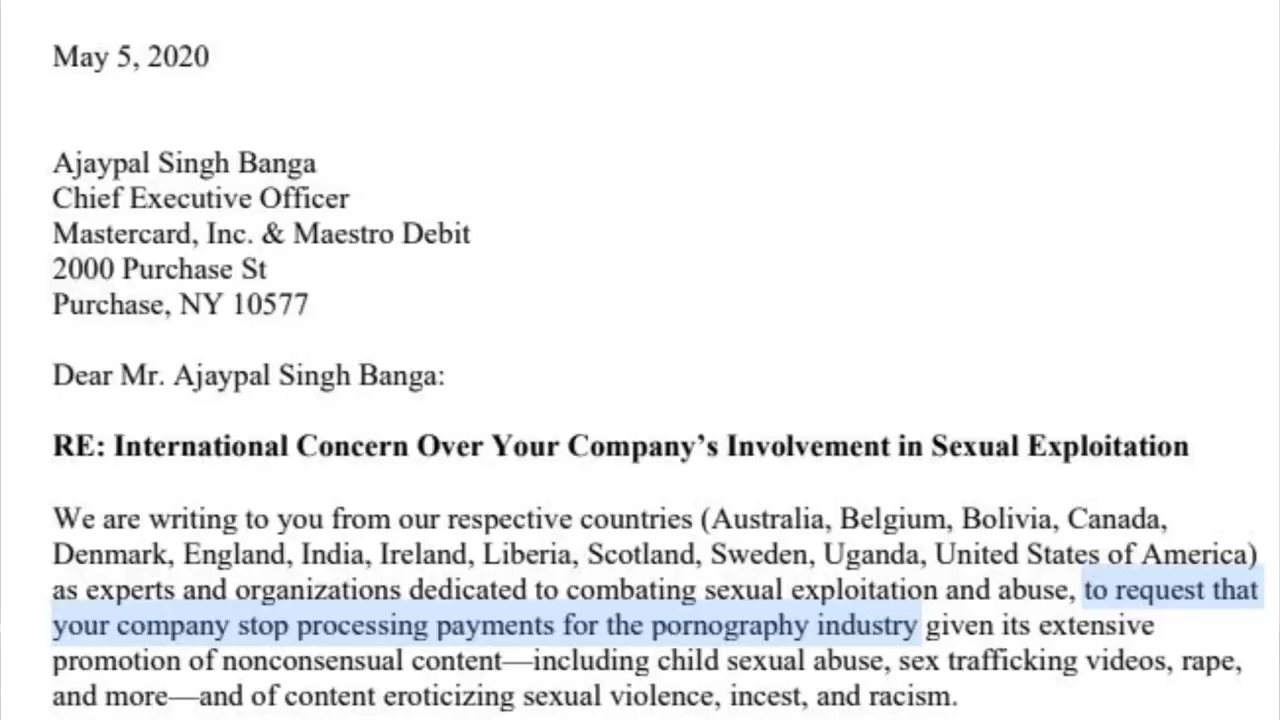 May 5, 2020
Ajaypal Singh Banga
Chief Executive Officer
Mastercard, Inc. & Maestro Debit
2000 Purchase St
Purchase, NY 10577
Dear Mr. Ajaypal Singh Banga:
RE: International Concern Over Your Company’s Involvement in Sexual Exploitation
We are writing to you from our respective countries (Australia, Belgium, Bolivia, Canada,
Denmark, England, India, Ireland, Liberia, Scotland, Sweden, Uganda, United States of America)
as experts and organizations dedicated to combating sexual exploitation and abuse, to request that
your company stop processing payments for the pornography industry given its extensive
promotion of nonconsensual content—including child sexual abuse, sex trafficking videos, rape,
and more—and of content eroticizing sexual violence, incest, and racism.